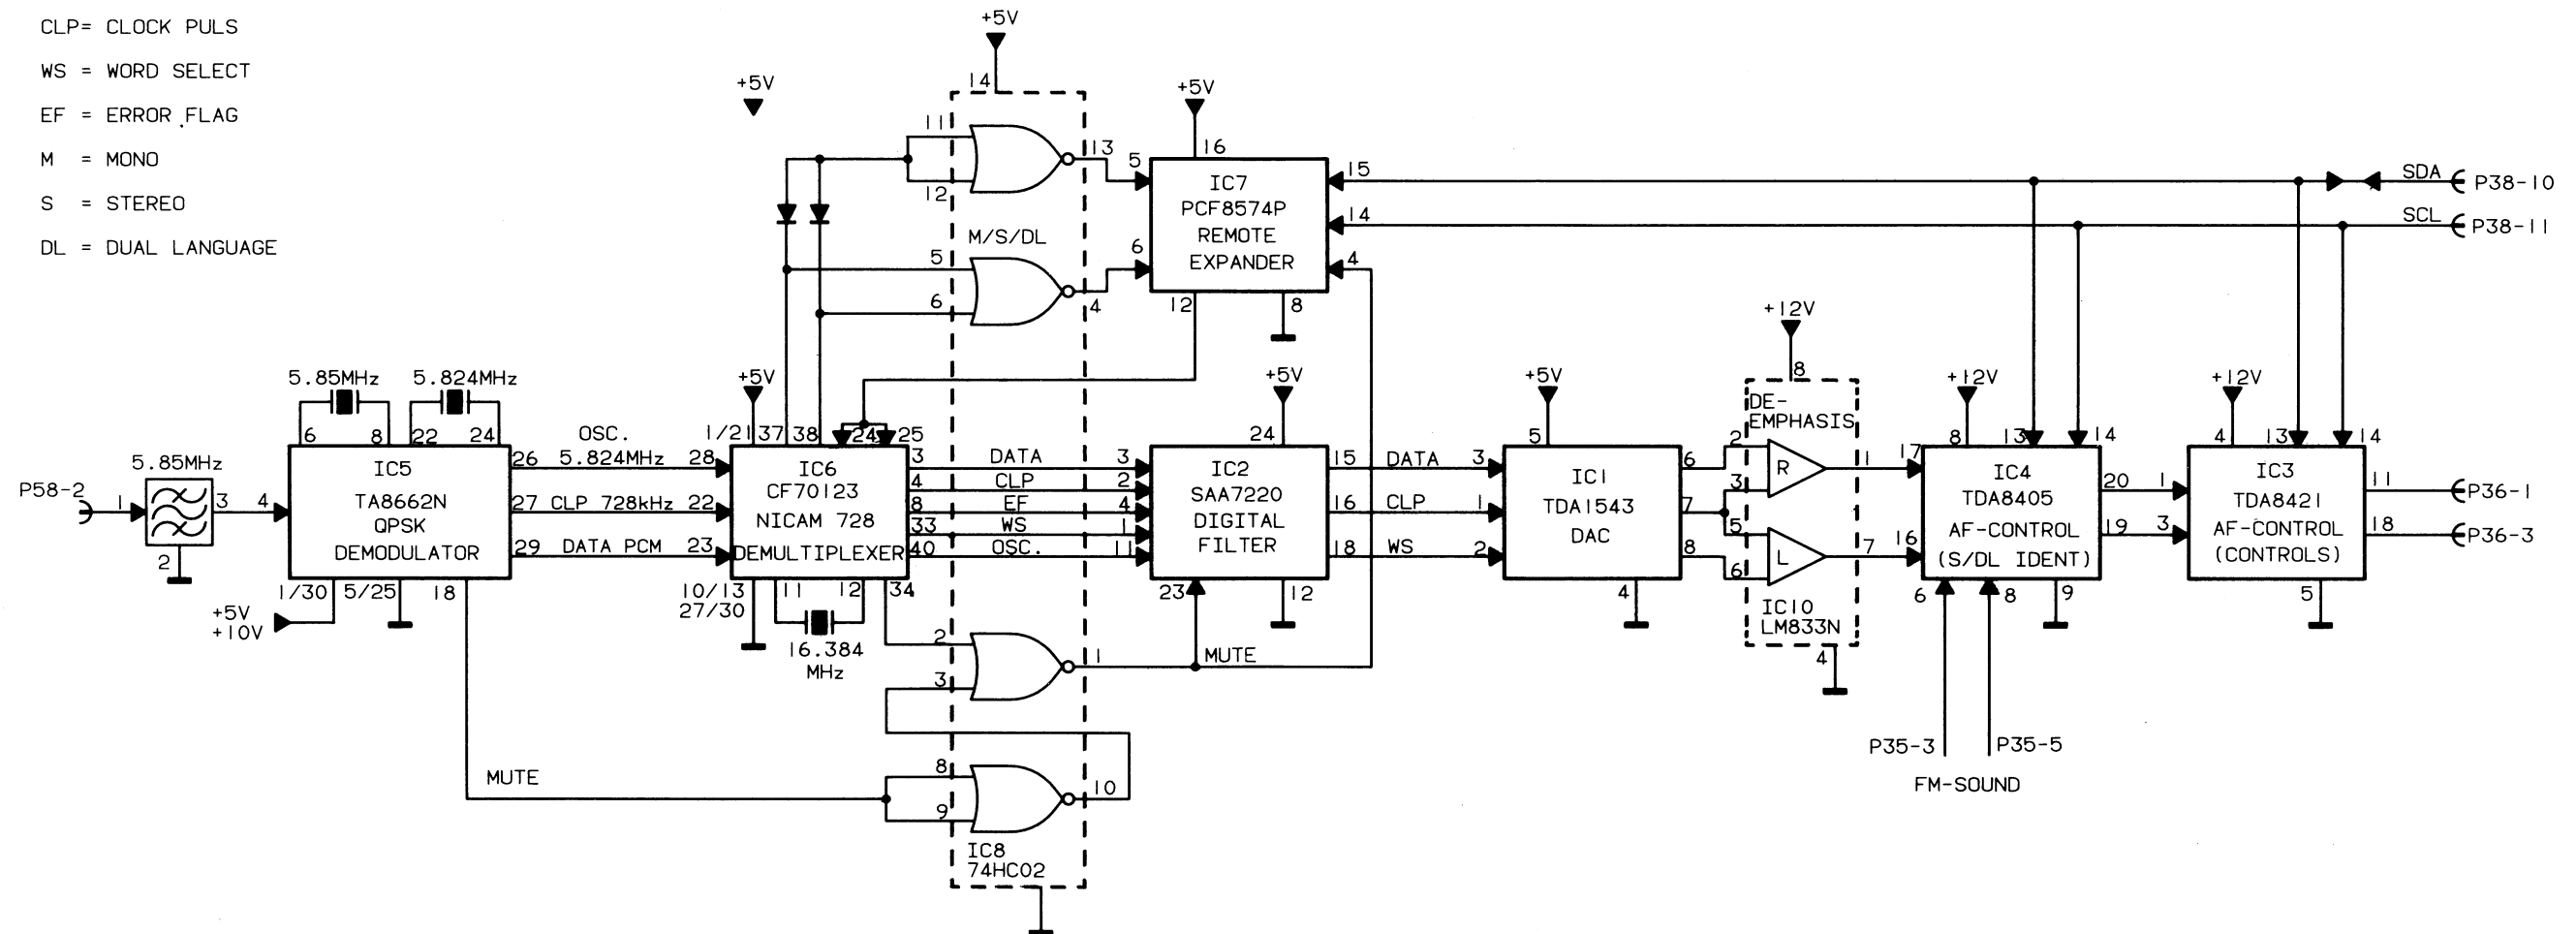 CLP= CLOCK PULS
WS = WORD SELECT
EF = ERROR FLAG
M = MONO
S = STEREO
DL = DUAL LANGUAGE
+5V
14
+5V
11
12
13
M/S/DL
5
6
4
+5V
16
5
6
IC7
PCF8574P
REMOTE
EXPANDER
15
14
4
12
8
SDA
P38-10
SCL
P38-11
P58-2
1
5.85MHz
3
2
4
5.85MHz
5.824MHz
6
8
22
24
IC5
TA8662N
QPSK
DEMODULATOR
1/30
5/25
18
+5V
+10V
26
OSC.
5.824MHz
28
27
CLP 728kHz
22
29
DATA PCM
23
+5V
1/21
37
38
24
25
IC6
CF70123
NICAM 728
DEMULTIPLEXER
10/13
27/30
11
12
34
16.384
MHz
3
DATA
3
4
CLP
2
8
EF
4
33
WS
1
40
OSC.
11
+5V
24
IC2
SAA7220
DIGITAL
FILTER
23
12
15
DATA
3
16
CLP
1
18
WS
2
+5V
5
IC1
TDA1543
DAC
4
6
7
8
+12V
8
DE-
EMPHASIS
2
3
R
1
5
6
L
7
IC10
LM833N
4
+12V
8
13
14
17
16
IC4
TDA8405
AF-CONTROL
(S/DL IDENT)
6
8
9
20
1
19
3
+12V
4
13
14
IC3
TDA8421
AF-CONTROL
(CONTROLS)
5
11
P36-1
18
P36-3
2
3
1
MUTE
MUTE
8
9
10
IC8
74HC02
P35-3
P35-5
FM-SOUND